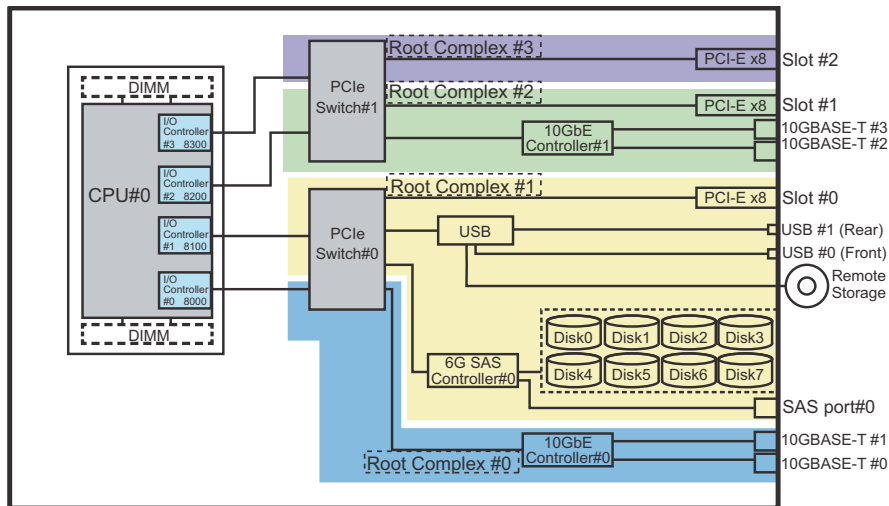 Root Complex #3
PCI-E x8
Slot #2
DIMM
PCIe
Switch#1
Root Complex #2
PCI-E x8
Slot #1
I/O
Controller
#3 8300
10GbE
Controller#1
10GBASE-T #3
10GBASE-T #2
I/O
Controller
#2 8200
CPU#0
Root Complex #1
PCI-E x8
Slot #0
I/O
Controller
#1 8100
PCIe
Switch#0
USB
USB #1 (Rear)
USB #0 (Front)
I/O
Controller
#0 8000
Remote
Storage
DIMM
Disk0
Disk1
Disk2
Disk3
6G SAS
Controller#0
Disk4
Disk5
Disk6
Disk7
SAS port#0
10GbE
Controller#0
10GBASE-T #1
10GBASE-T #0
Root Complex #0